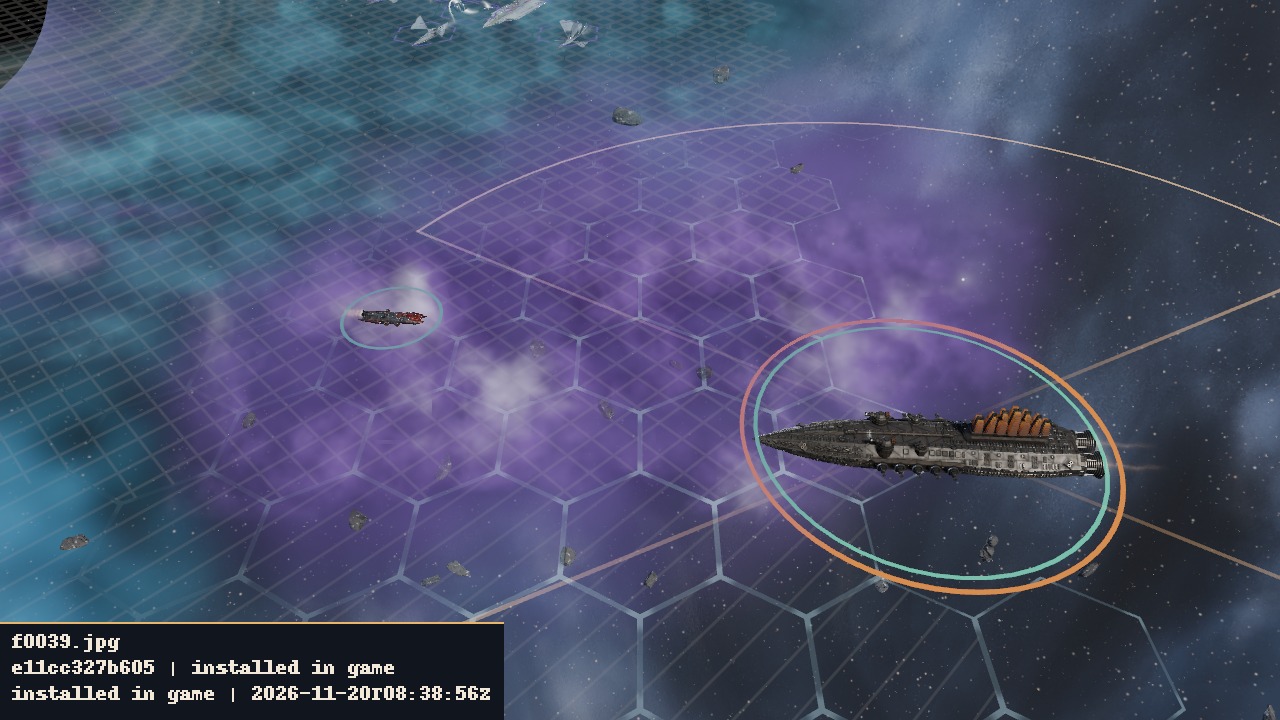 f0039.jpg
e11cc327b605 | installed in game
installed in game | 2026-11-20T08:38:56Z